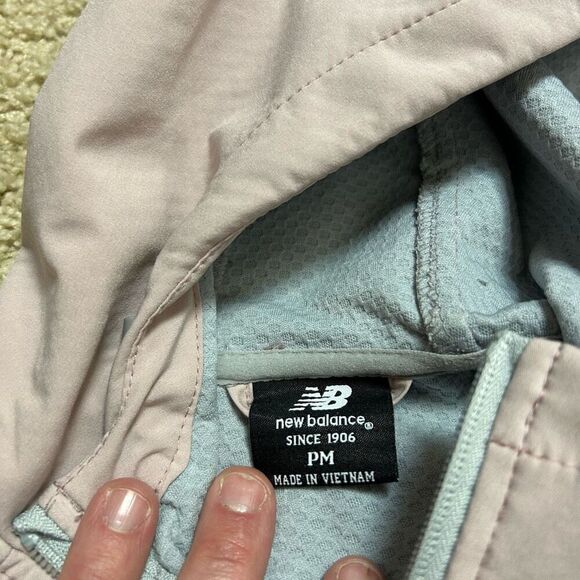 NB
new balance®
SINCE 1906
PM
MADE IN VIETNAM